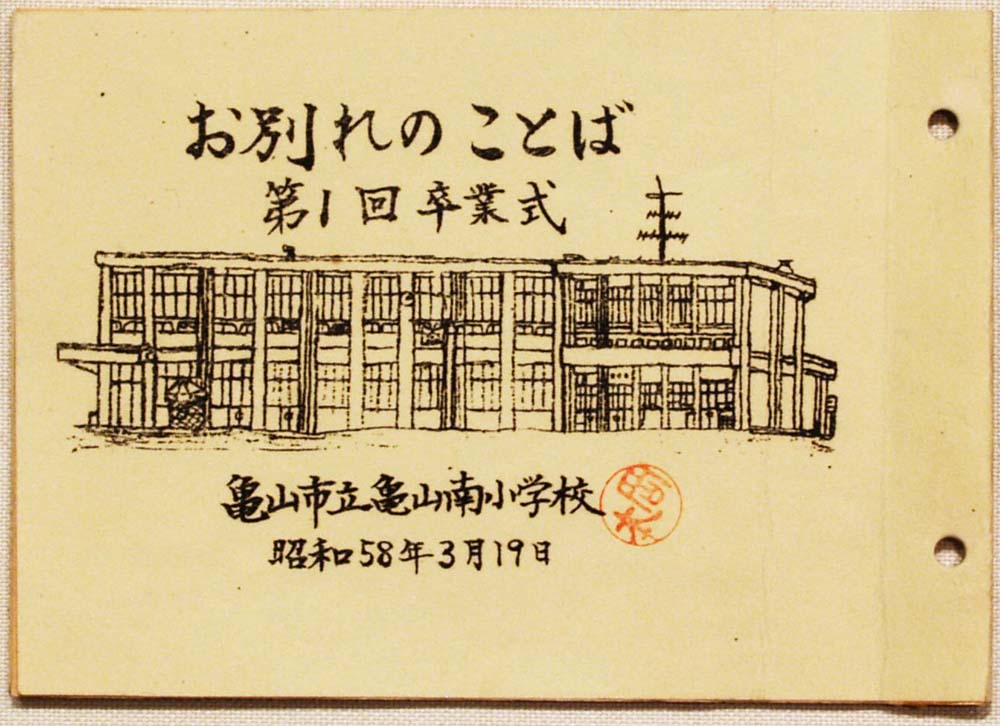 お別れのことば
第1回卒業式
亀山市立亀山南小学校
昭和58年3月19日